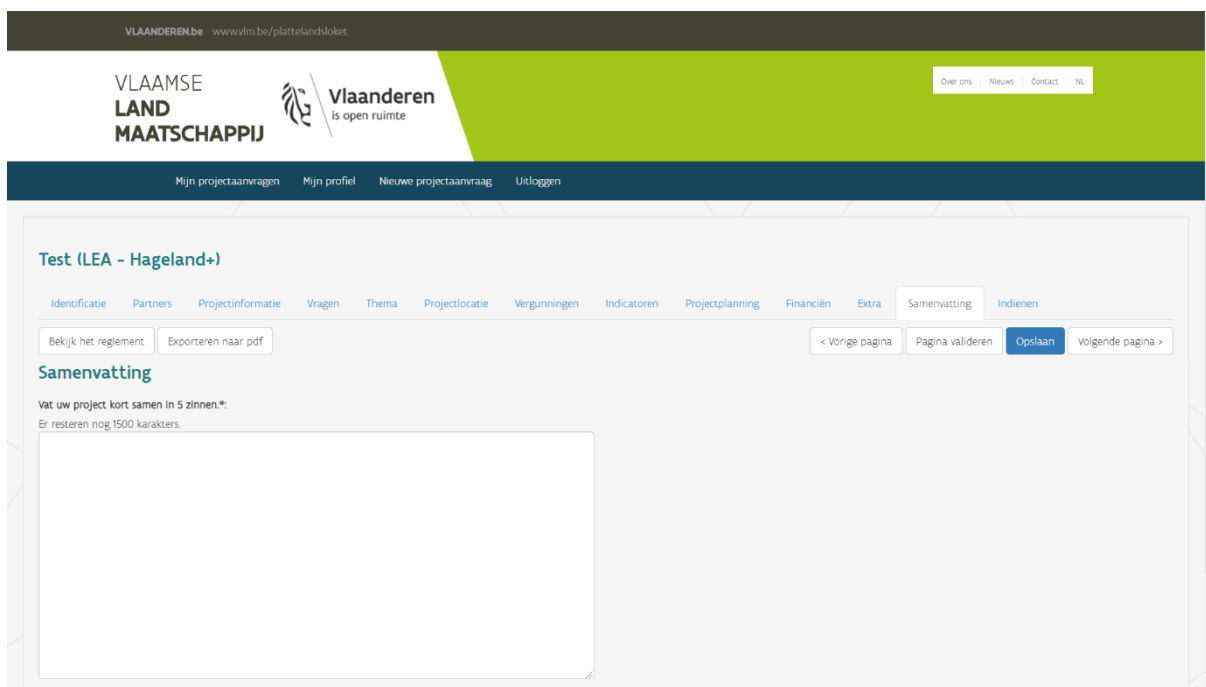 VLAANDEREN.be www.vlm.be/plattelandsloket
VLAAMSE
LAND
MAATSCHAPPIJ
Vlaanderen
is open ruimte
Over ons Nieuws Contact NL
Mijn projectaanvragen Mijn profiel Nieuwe projectaanvraag Uitloggen
Test (LEA - Hageland+)
Identificatie Partners Projectinformatie Vragen Thema Projectlocatie Vergunningen Indicatoren Projectplanning Financiën Extra Samenvatting Indienen
Bekijk het reglement Exporteren naar pdf < Vorige pagina Pagina valideren Opslaan Volgende pagina >
Samenvatting
Vat uw project kort samen in 5 zinnen.*:
Er resteren nog 1500 karakters.